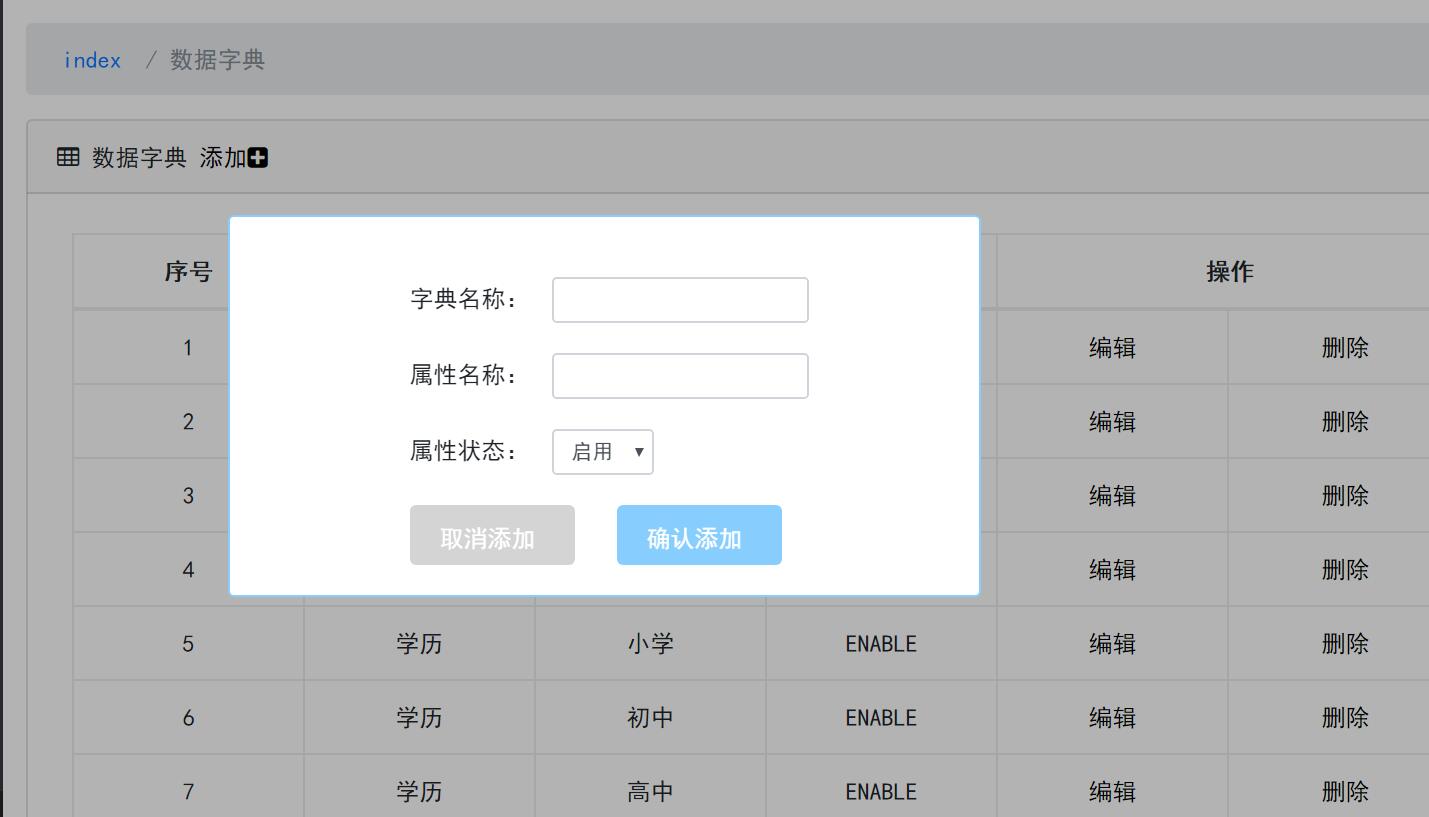 index / 数据字典
数据字典 添加
序号 操作
字典名称：
1 编辑 删除
属性名称：
2 编辑 删除
属性状态： 启用
3 编辑 删除
取消添加 确认添加
4 编辑 删除
5 学历 小学 ENABLE 编辑 删除
6 学历 初中 ENABLE 编辑 删除
7 学历 高中 ENABLE 编辑 删除